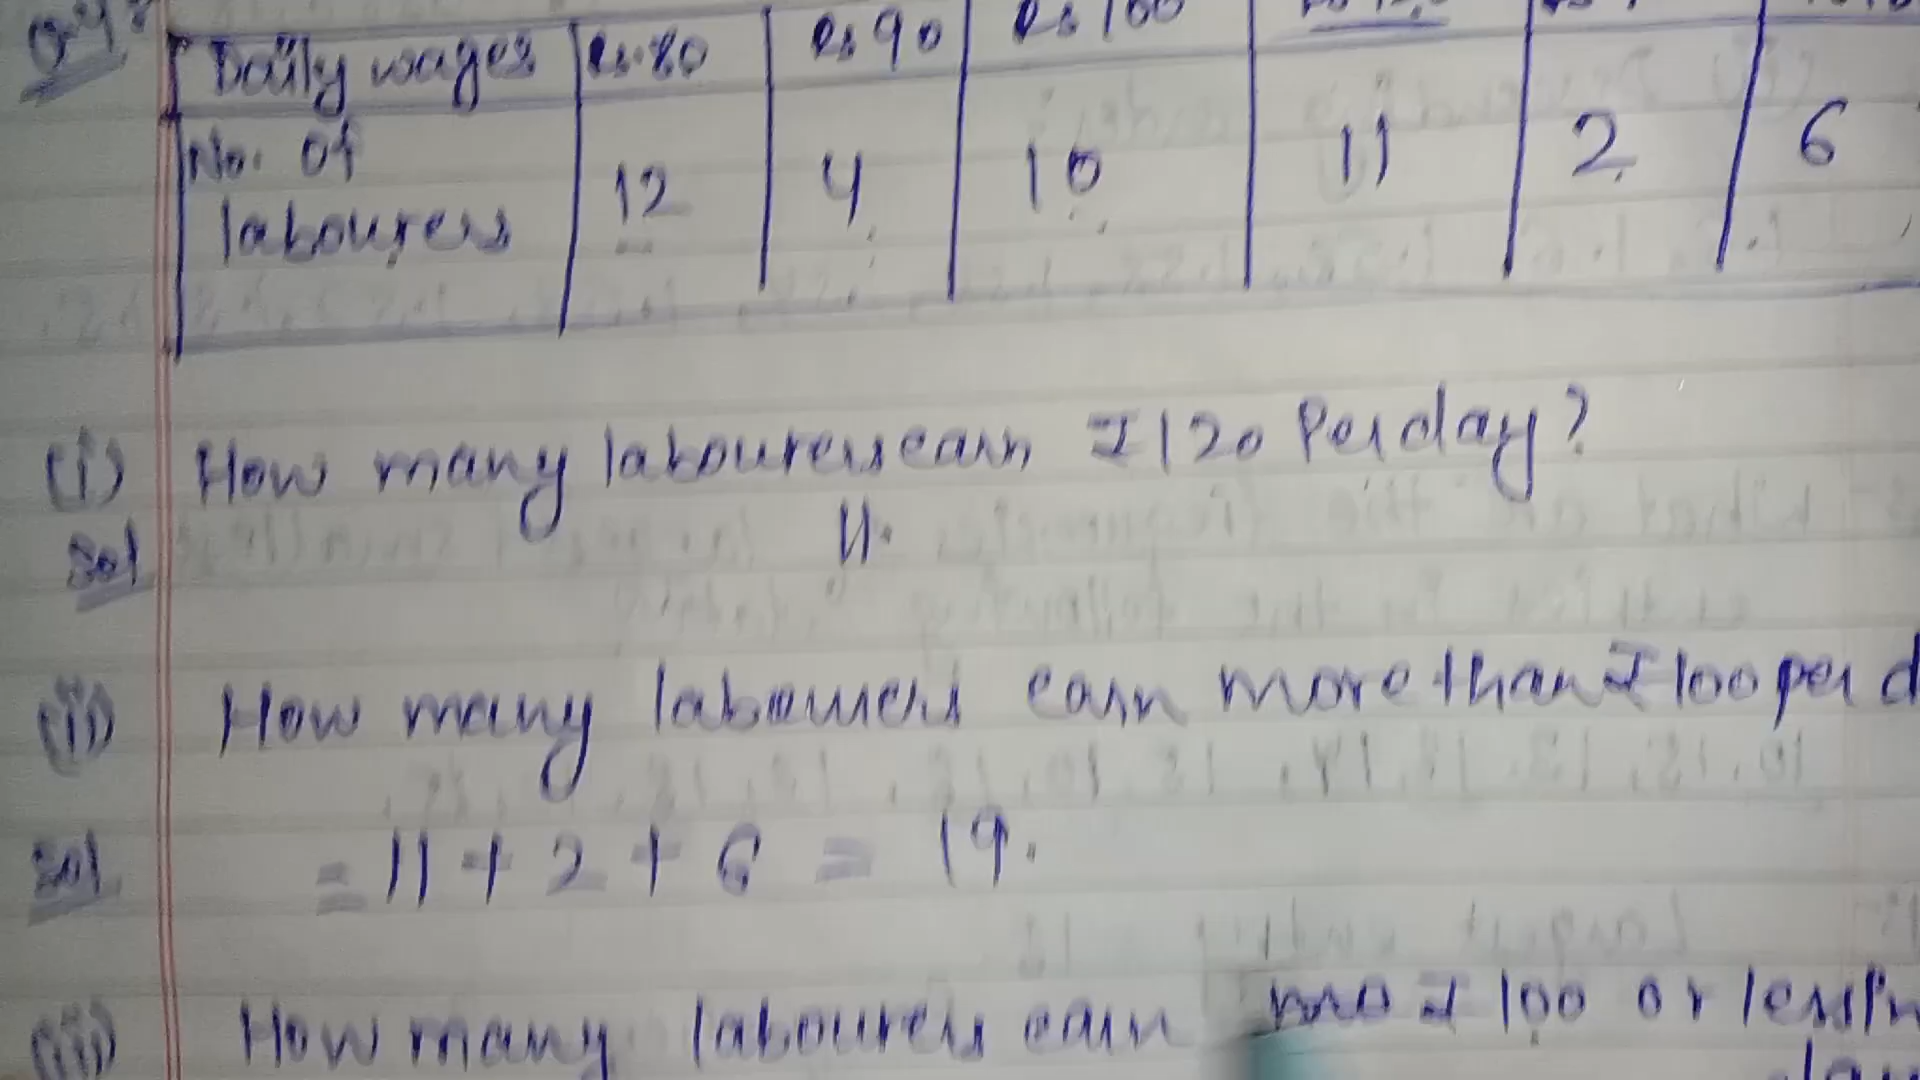 Q.4.
Daily wages Rs.80 Rs 90 Rs 100
No. Of 12 4 10 11 2 6
labourers
(i) How many labourers earn ₹120 Per day?
Sol 11.
(ii) How many labourers earn more than ₹100 per d
Sol = 11 + 2 + 6 = 19.
(iii) How many labourers earn ₹100 or less